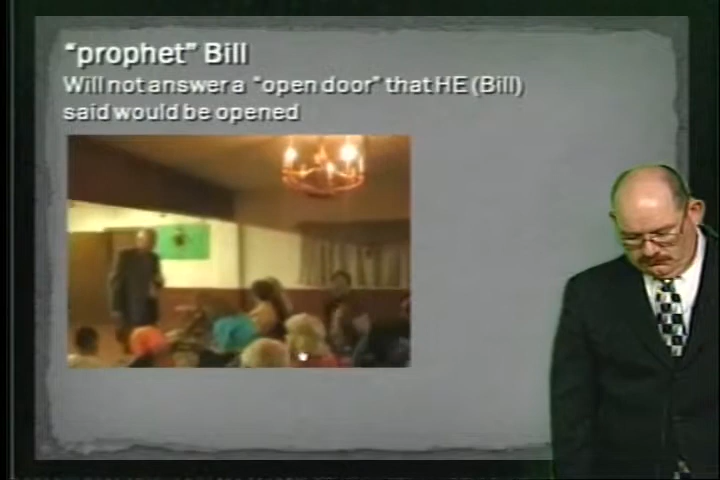 “prophet” Bill
Will not answer a “open door” that HE (Bill)
said would be opened